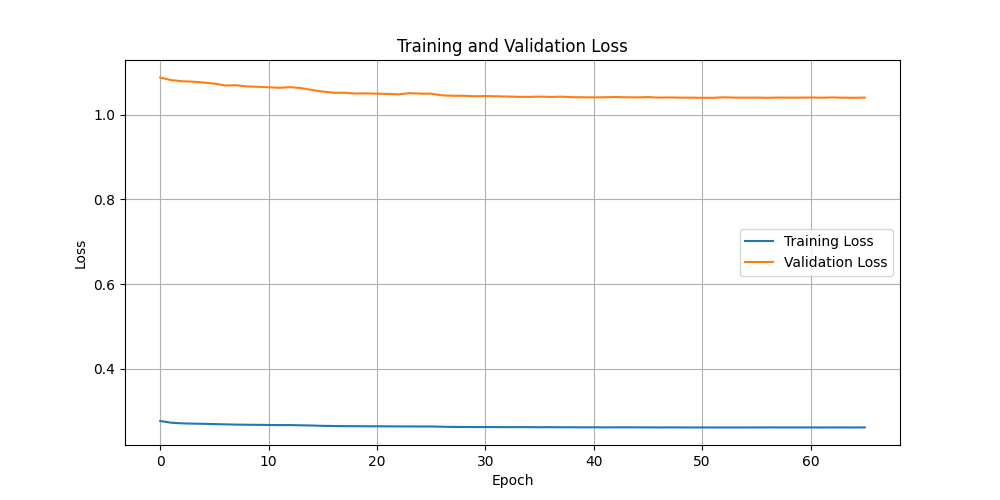 Training and Validation Loss
1.0
0.8
0.6
0.4
Loss
Training Loss
Validation Loss
0 10 20 30 40 50 60
Epoch